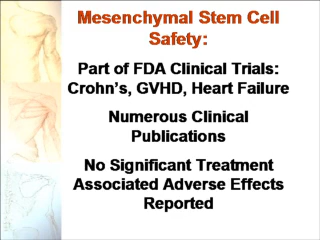 Mesenchymal Stem Cell
Safety:
Part of FDA Clinical Trials:
Crohn's, GVHD, Heart Failure
Numerous Clinical
Publications
No Significant Treatment
Associated Adverse Effects
Reported